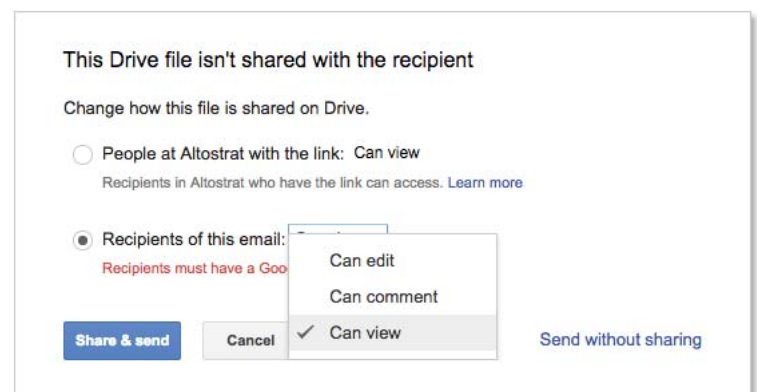 This Drive file isn't shared with the recipient
Change how this file is shared on Drive.
People at Altostrat with the link: Can view
Recipients in Altostrat who have the link can access. Learn more
Recipients of this email:
Recipients must have a Goo
Can edit
Can comment
Can view
Share & send Cancel Send without sharing